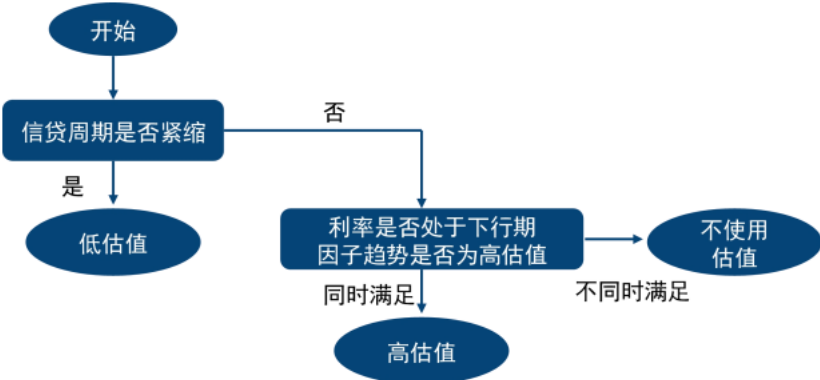 开始
信贷周期是否紧缩
否
是
低估值
利率是否处于下行期
因子趋势是否为高估值
不使用
估值
同时满足
不同时满足
高估值